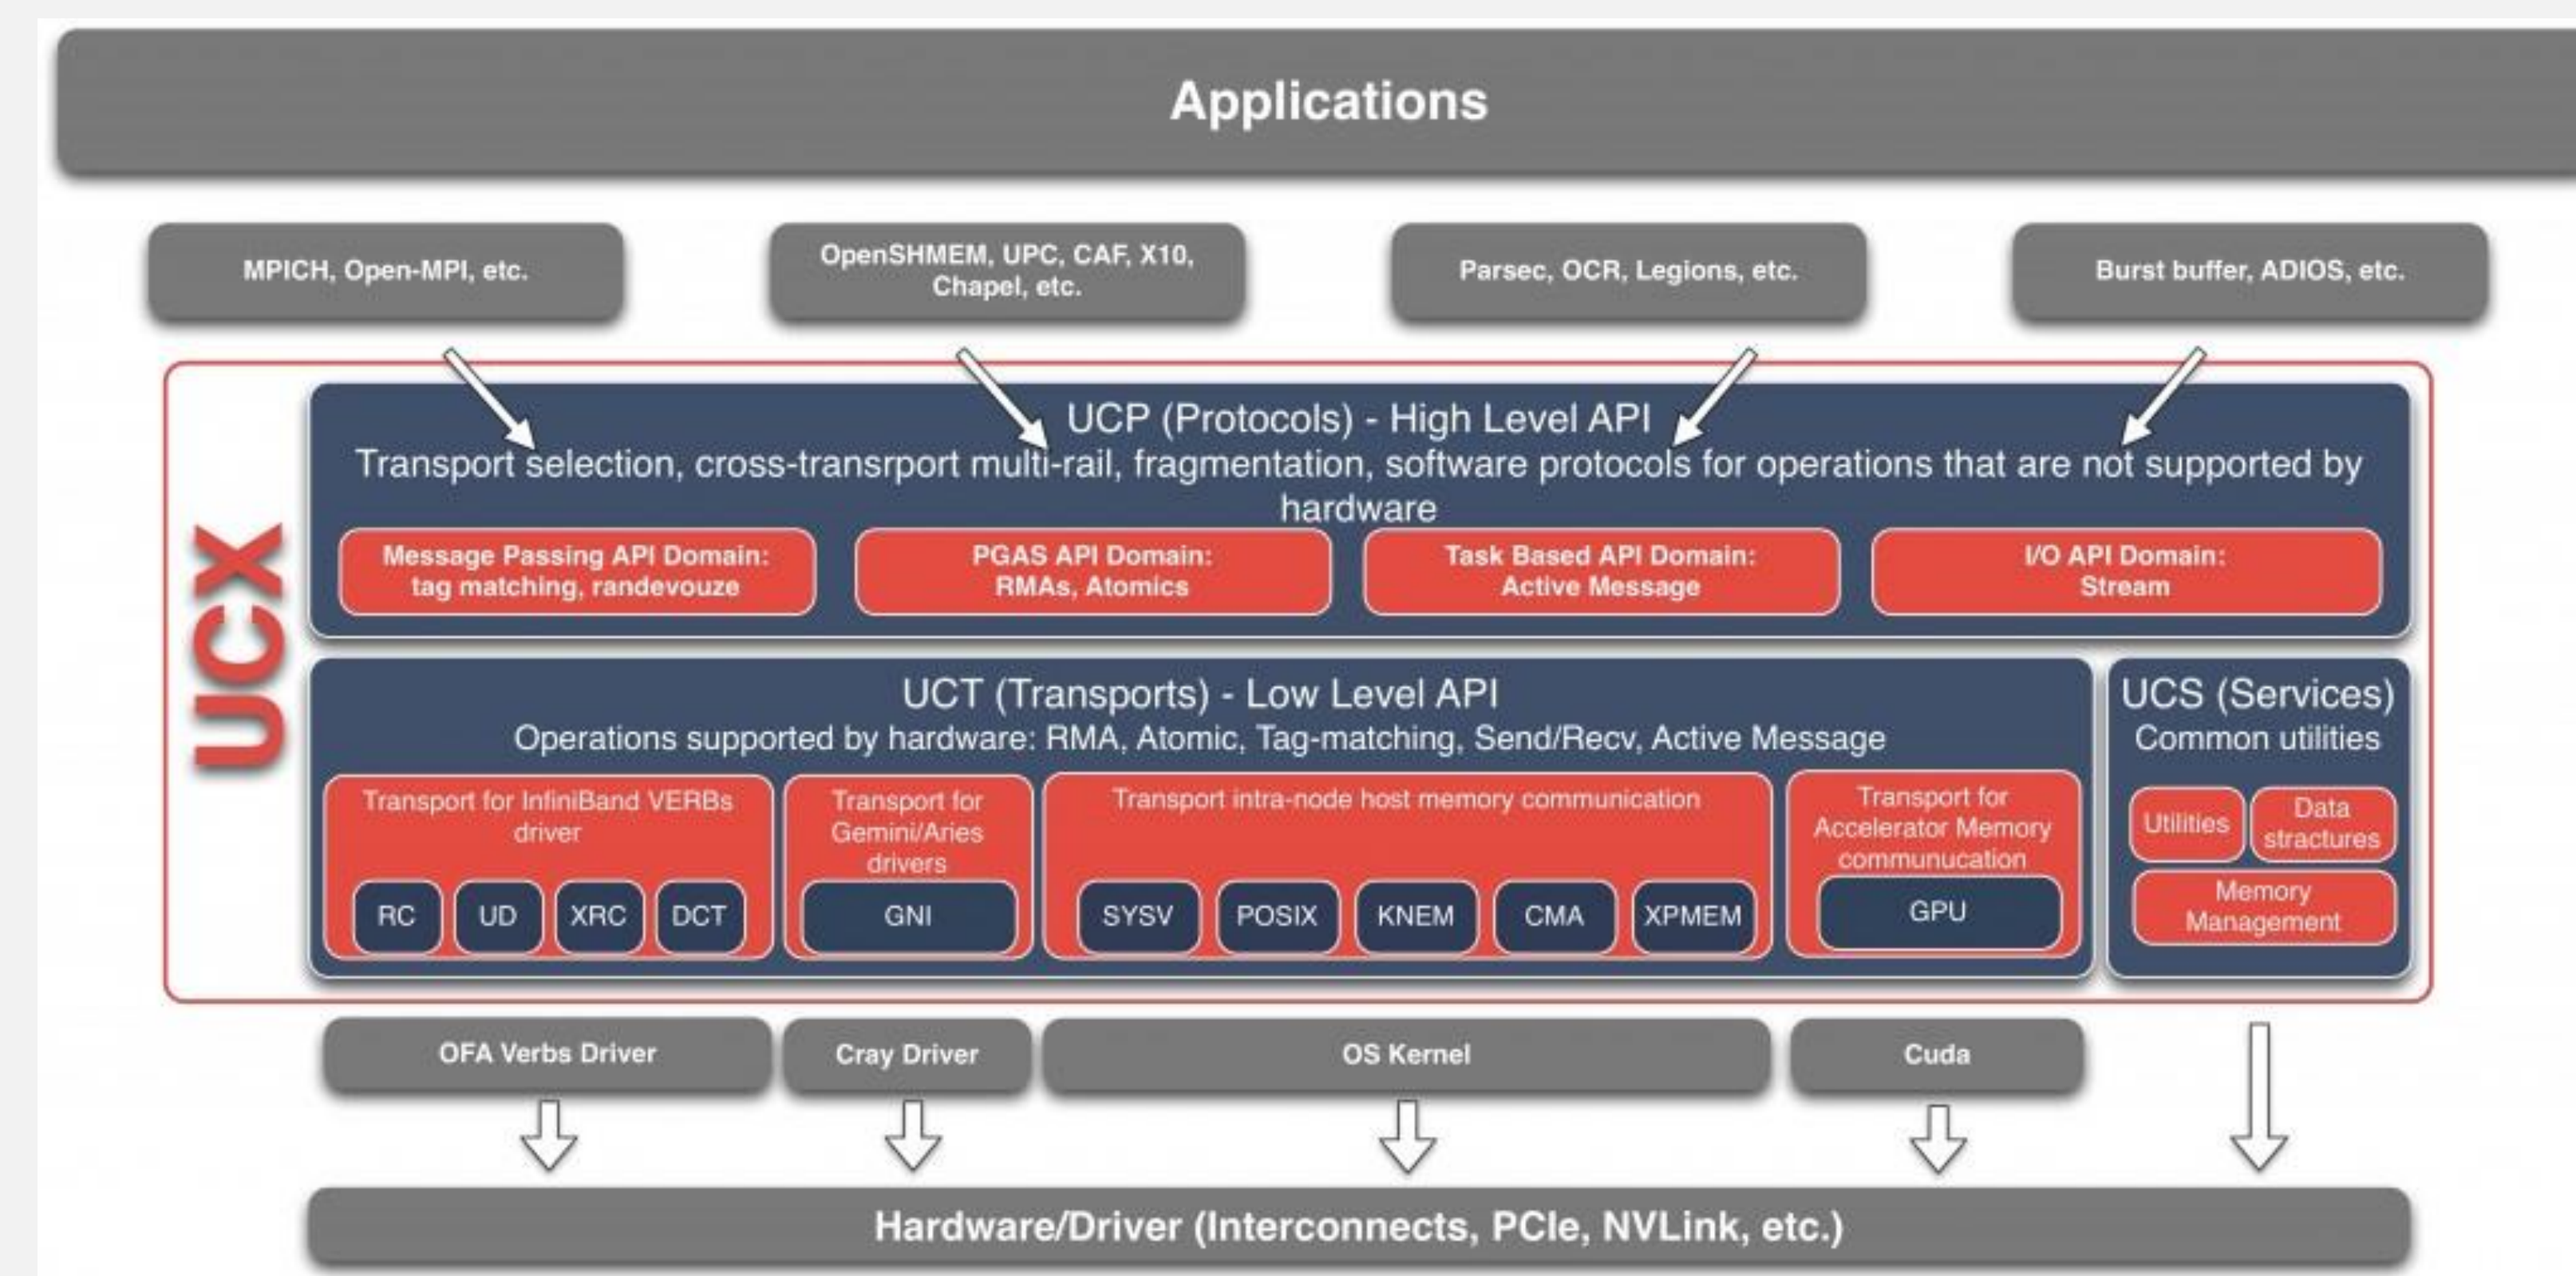 Applications
MPICH, Open-MPI, etc.
OpenSHMEM, UPC, CAF, X10,
Chapel, etc.
Parsec, OCR, Legions, etc.
Burst buffer, ADIOS, etc.
UCX
UCP (Protocols) - High Level API
Transport selection, cross-transrport multi-rail, fragmentation, software protocols for operations that are not supported by
hardware
Message Passing API Domain:
tag matching, randevouze
PGAS API Domain:
RMAs, Atomics
Task Based API Domain:
Active Message
I/O API Domain:
Stream
UCT (Transports) - Low Level API
Operations supported by hardware: RMA, Atomic, Tag-matching, Send/Recv, Active Message
Transport for InfiniBand VERBs
driver
RC
UD
XRC
DCT
Transport for
Gemini/Aries
drivers
GNI
Transport intra-node host memory communication
SYSV
POSIX
KNEM
CMA
XPMEM
Transport for
Accelerator Memory
communucation
GPU
UCS (Services)
Common utilities
Utilities
Data
stractures
Memory
Management
OFA Verbs Driver
Cray Driver
OS Kernel
Cuda
Hardware/Driver (Interconnects, PCIe, NVLink, etc.)